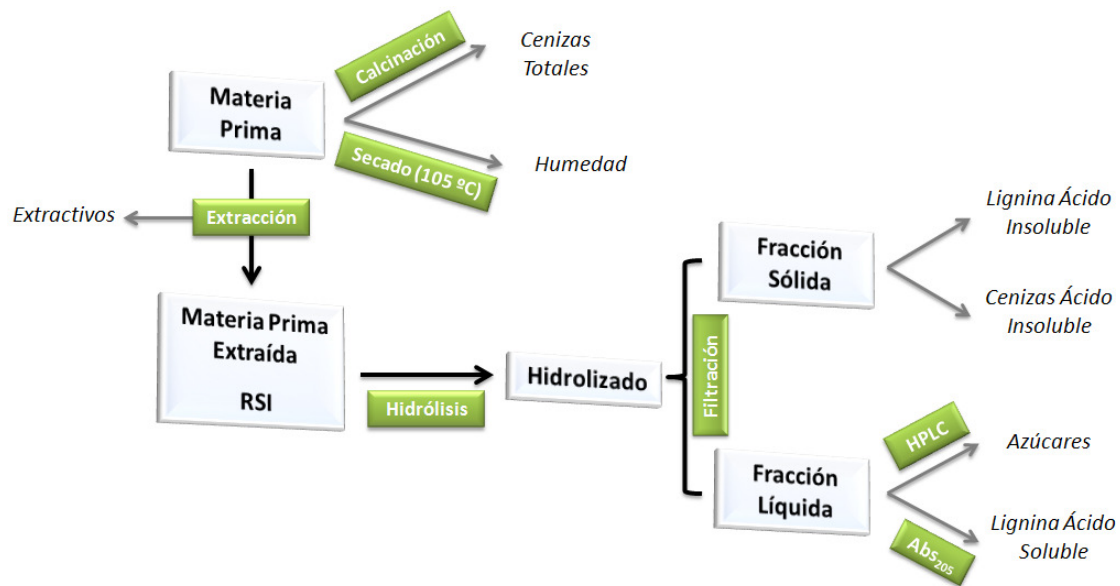 Calcinación
Cenizas
Totales
Materia
Prima
Secado (105 ºC)
Humedad
Extractivos
Extracción
Materia Prima
Extraída
RSI
Hidrólisis
Hidrolizado
Filtración
Fracción
Sólida
Lignina Ácido
Insoluble
Cenizas Ácido
Insoluble
Fracción
Líquida
HPLC
Azúcares
Abs₂₀₅
Lignina Ácido
Soluble